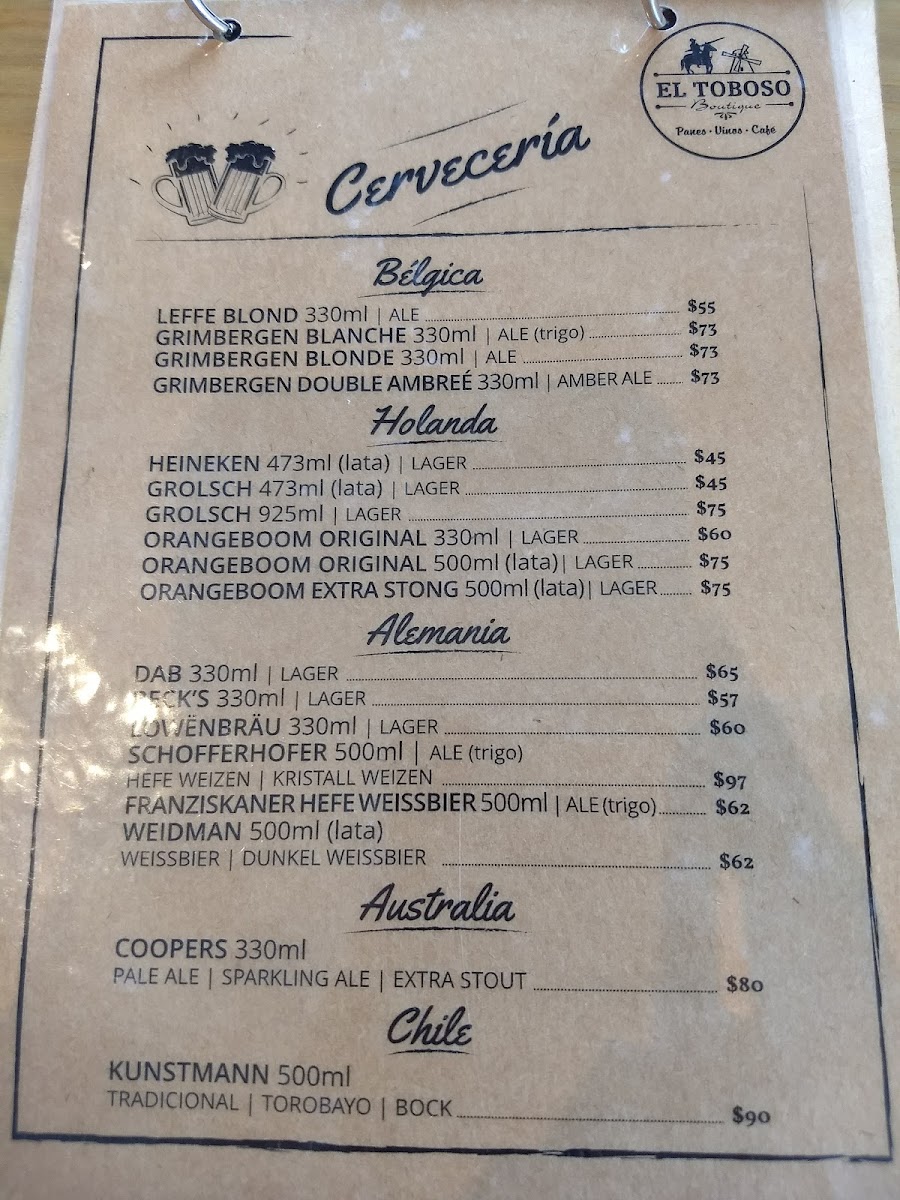 EL TOBOSO
Boutique
Panes · Vinos · Café
Cervecería
Bélgica
LEFFE BLOND 330ml | ALE $55
GRIMBERGEN BLANCHE 330ml | ALE (trigo) $73
GRIMBERGEN BLONDE 330ml | ALE $73
GRIMBERGEN DOUBLE AMBREÉ 330ml | AMBER ALE $73
Holanda
HEINEKEN 473ml (lata) | LAGER $45
GROLSCH 473ml (lata) | LAGER $45
GROLSCH 925ml | LAGER $75
ORANGEBOOM ORIGINAL 330ml | LAGER $60
ORANGEBOOM ORIGINAL 500ml (lata)| LAGER $75
ORANGEBOOM EXTRA STONG 500ml (lata)| LAGER $75
Alemania
DAB 330ml | LAGER $65
BECK'S 330ml | LAGER $57
LOWËNBRÄU 330ml | LAGER $60
SCHOFFERHOFER 500ml | ALE (trigo)
HEFE WEIZEN | KRISTALL WEIZEN $97
FRANZISKANER HEFE WEISSBIER 500ml | ALE (trigo) $62
WEIDMAN 500ml (lata)
WEISSBIER | DUNKEL WEISSBIER $62
Australia
COOPERS 330ml
PALE ALE | SPARKLING ALE | EXTRA STOUT $80
Chile
KUNSTMANN 500ml
TRADICIONAL | TOROBAYO | BOCK $90